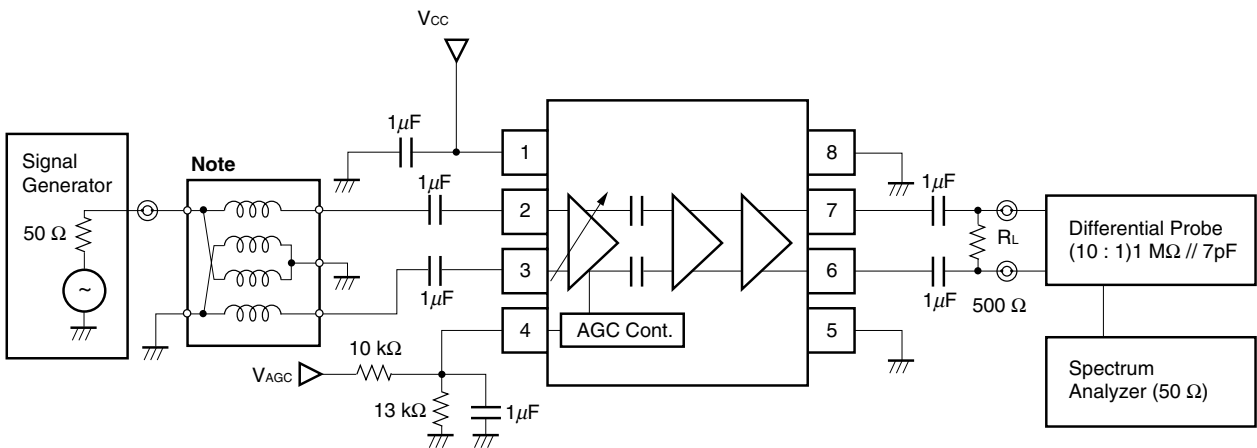 VCC
1μF
1
8
Signal
Generator
50 Ω
~
Note
1μF
2
7
1μF
3
6
1μF
1μF
RL
500 Ω
Differential Probe
(10 : 1)1 MΩ // 7pF
4
AGC Cont.
5
VAGC
10 kΩ
13 kΩ
1μF
Spectrum
Analyzer (50 Ω)